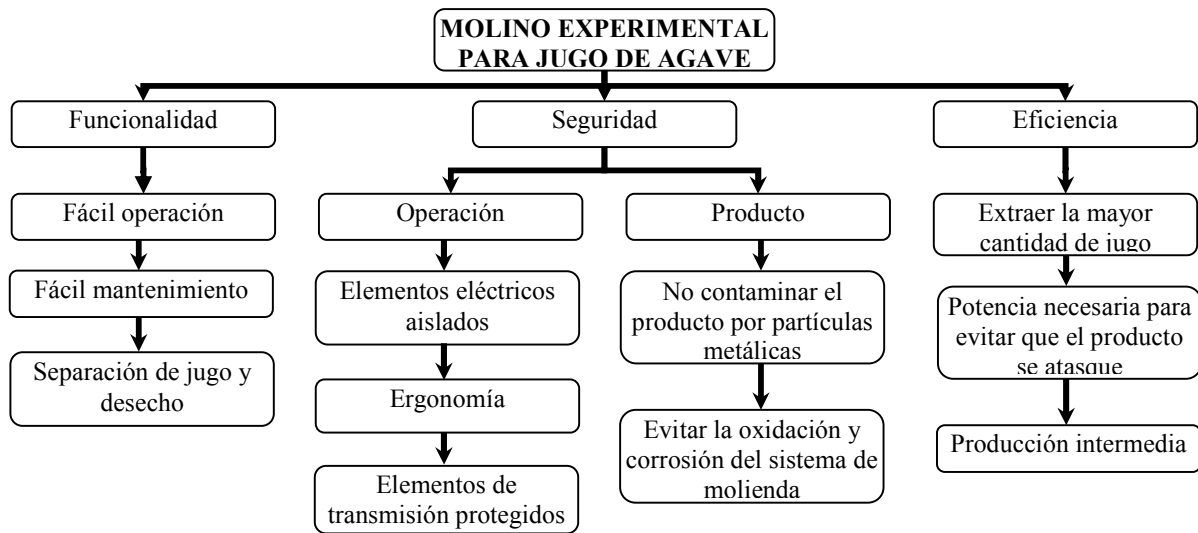 MOLINO EXPERIMENTAL
PARA JUGO DE AGAVE
Funcionalidad
Seguridad
Eficiencia
Fácil operación
Operación
Producto
Extraer la mayor
cantidad de jugo
Fácil mantenimiento
Elementos eléctricos
aislados
No contaminar el
producto por partículas
metálicas
Potencia necesaria para
evitar que el producto
se atasque
Separación de jugo y
desecho
Ergonomía
Evitar la oxidación y
corrosión del sistema de
molienda
Producción intermedia
Elementos de
transmisión protegidos